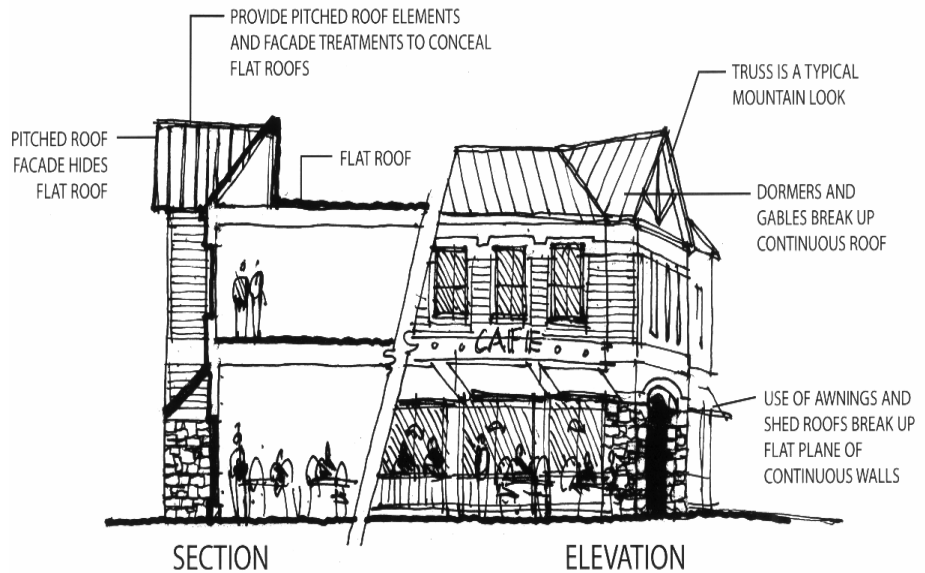 PROVIDE PITCHED ROOF ELEMENTS
AND FACADE TREATMENTS TO CONCEAL
FLAT ROOFS
TRUSS IS A TYPICAL
MOUNTAIN LOOK
PITCHED ROOF
FACADE HIDES
FLAT ROOF
FLAT ROOF
DORMERS AND
GABLES BREAK UP
CONTINUOUS ROOF
CAFE
USE OF AWNINGS AND
SHED ROOFS BREAK UP
FLAT PLANE OF
CONTINUOUS WALLS
SECTION
ELEVATION